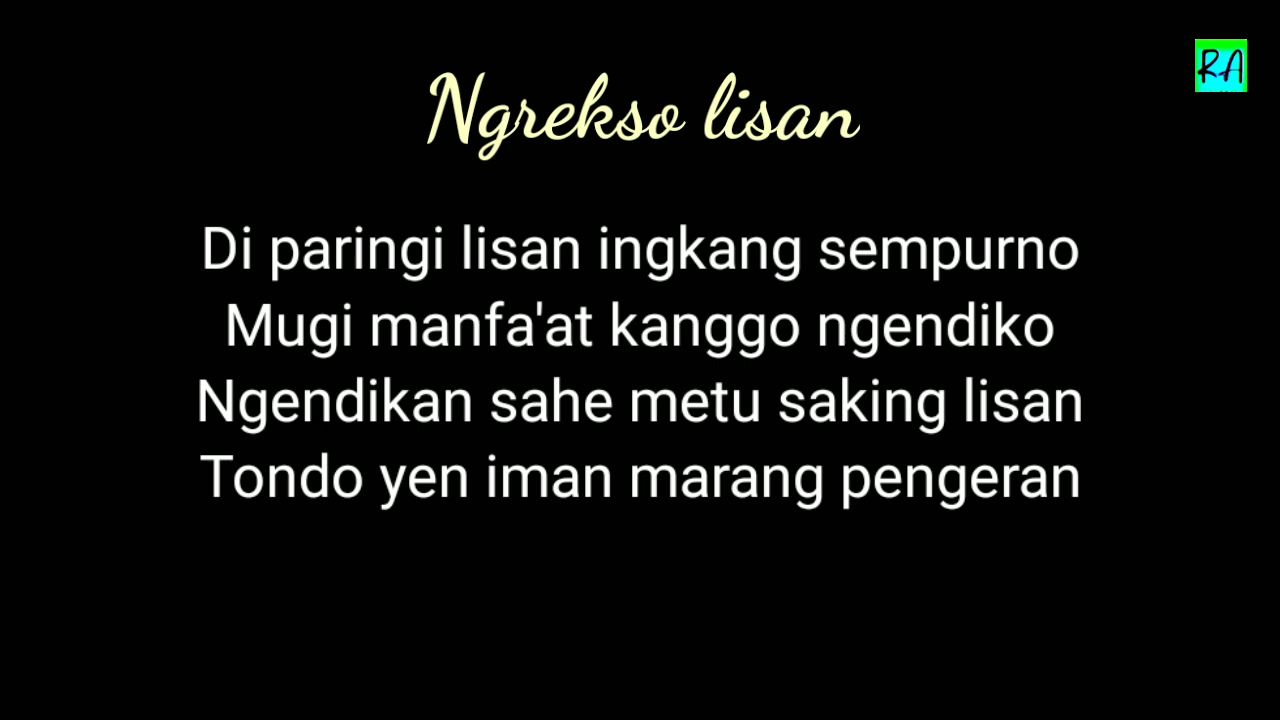 RA
Ngrekso lisan
Di paringi lisan ingkang sempurno
Mugi manfa'at kanggo ngendiko
Ngendikan sahe metu saking lisan
Tondo yen iman marang pengeran